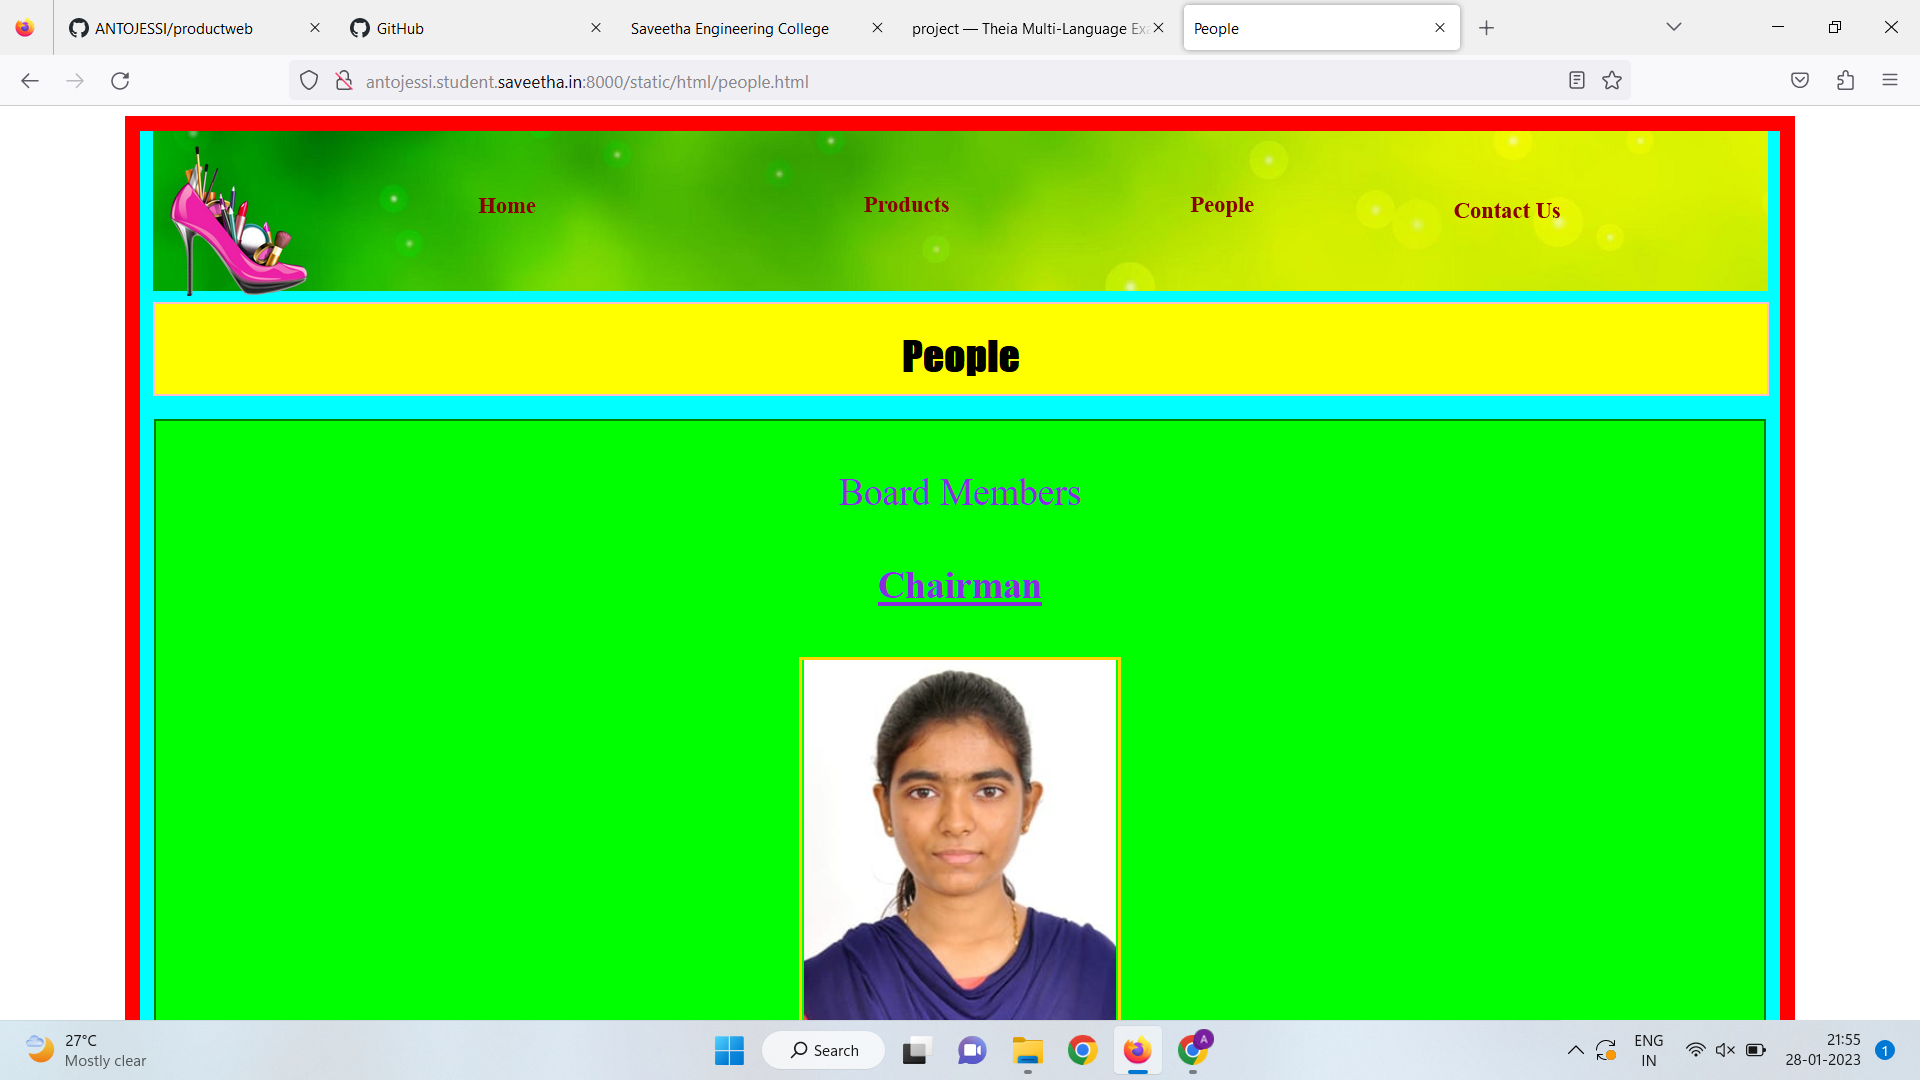 ANTOJESSI/productweb
GitHub
Saveetha Engineering College
project — Theia Multi-Language Ex
People
antojessi.student.saveetha.in:8000/static/html/people.html
Home
Products
People
Contact Us
People
Board Members
Chairman
27°C
Mostly clear
Search
A
ENG
IN
21:55
28-01-2023
1